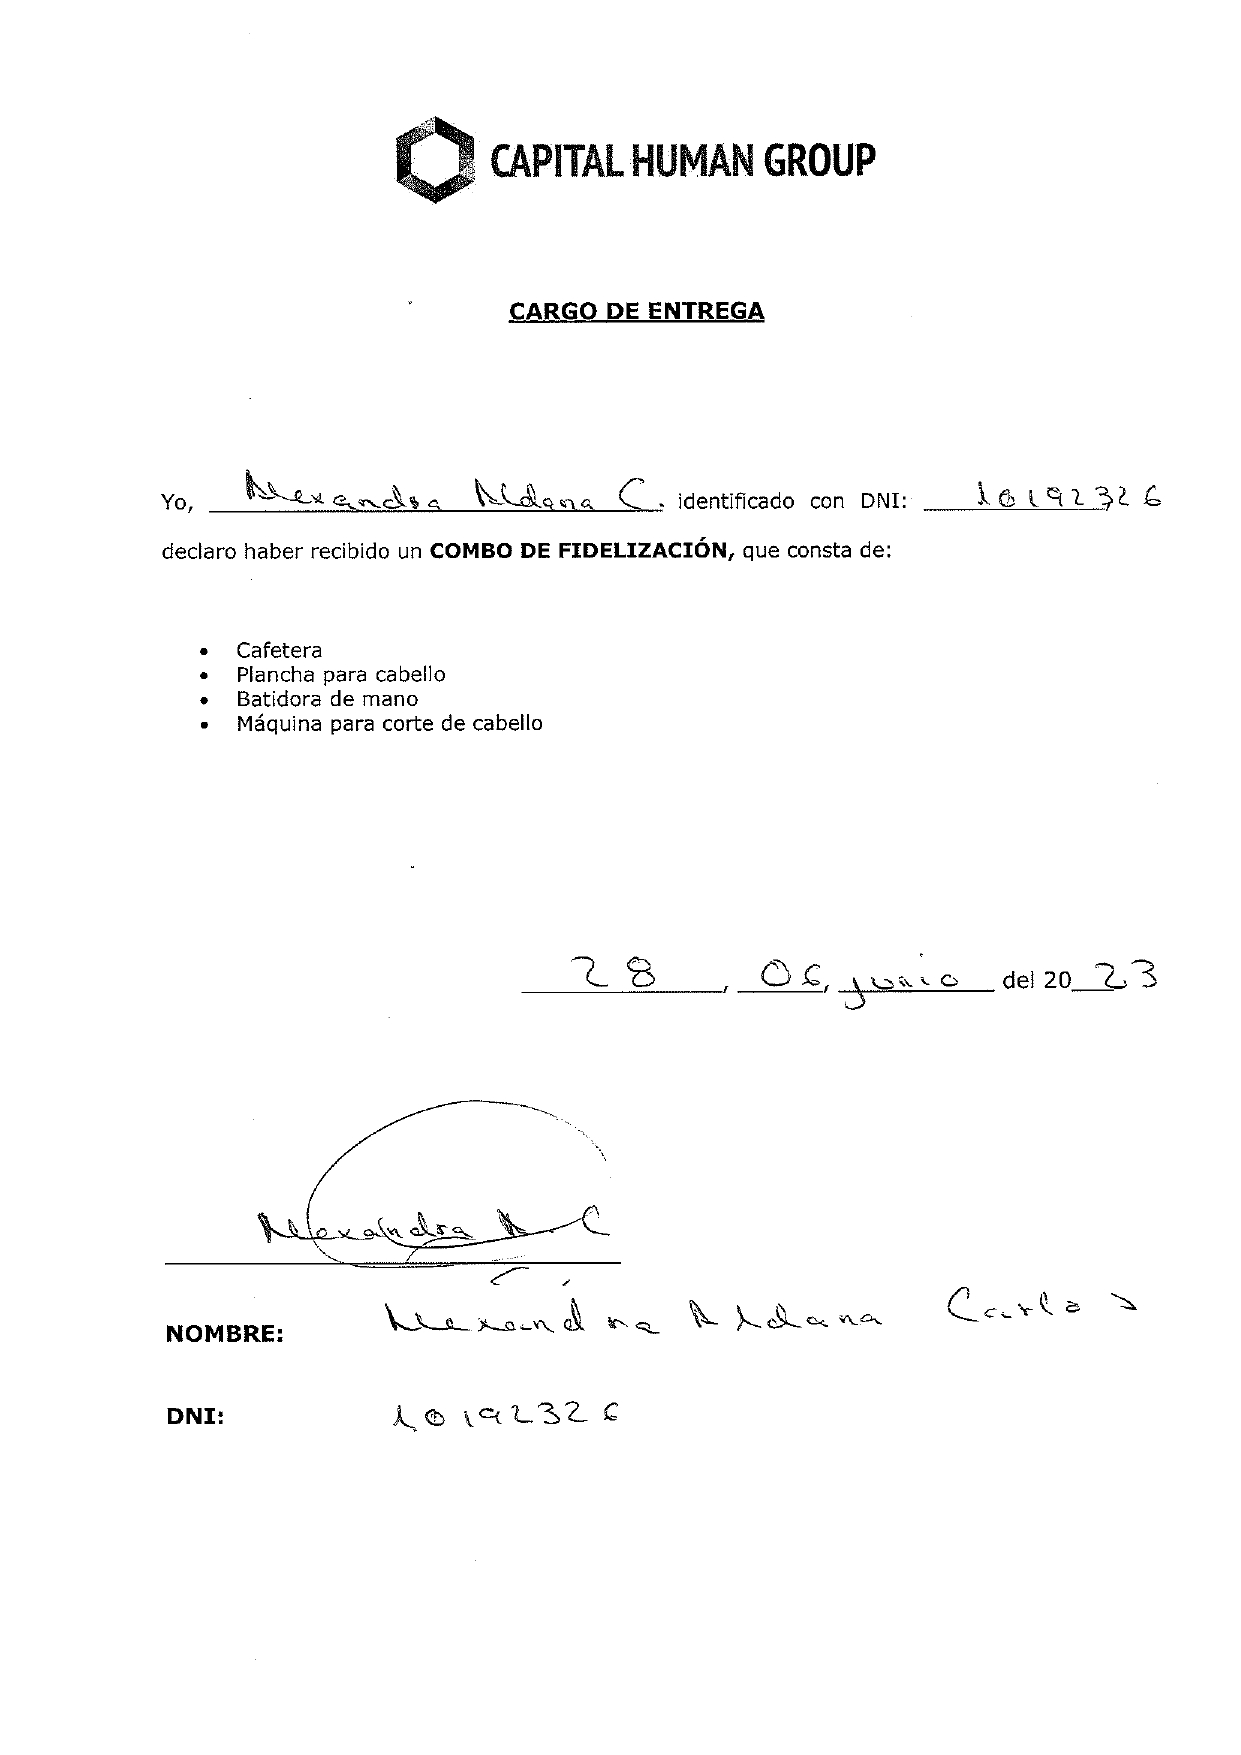 CAPITAL HUMAN GROUP
CARGO DE ENTREGA
Yo, Alexandra Aldana C. identificado con DNI: 10192326
declaro haber recibido un COMBO DE FIDELIZACIÓN, que consta de:
• Cafetera
• Plancha para cabello
• Batidora de mano
• Máquina para corte de cabello
28, 06, junio del 2023
Alexandra A C
NOMBRE: Alexandra Aldana Carlos
DNI: 10192326